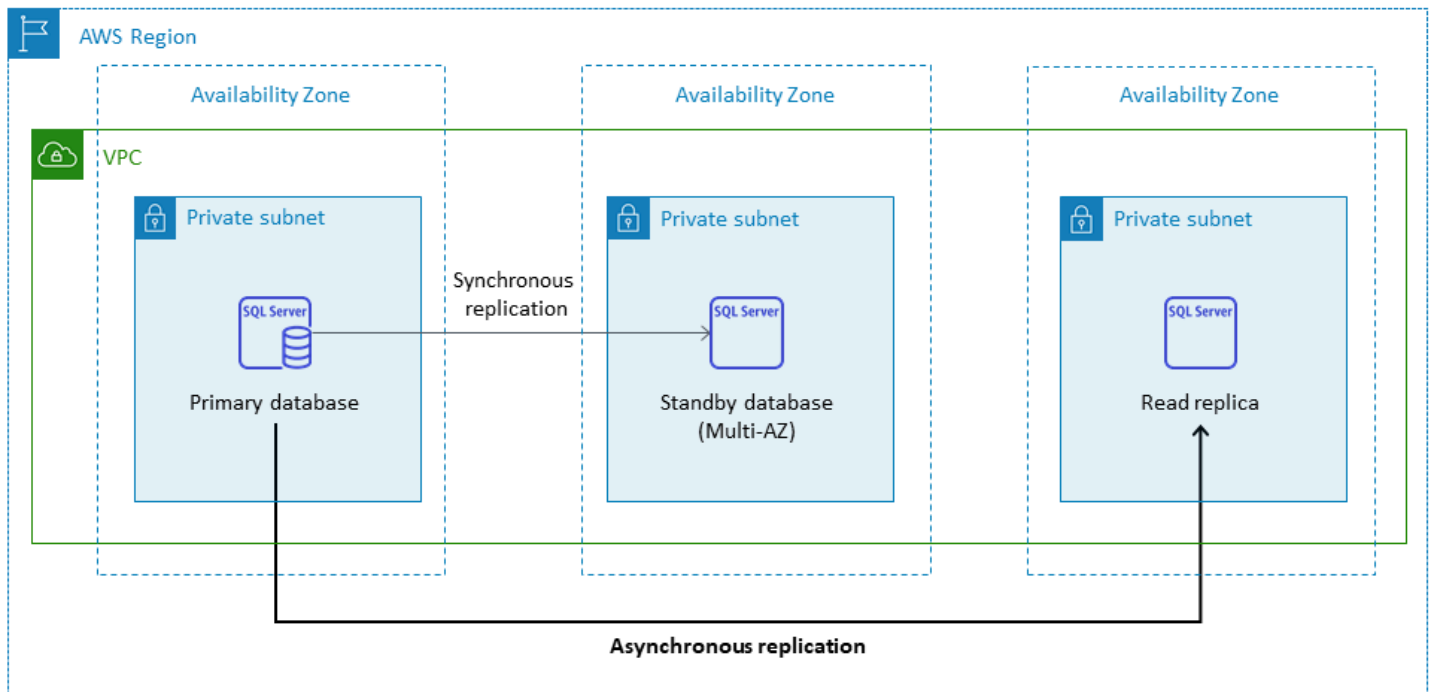 AWS Region
Availability Zone
Availability Zone
Availability Zone
VPC
Private subnet
Private subnet
Private subnet
Synchronous
replication
SQL Server
SQL Server
SQL Server
Primary database
Standby database
(Multi-AZ)
Read replica
Asynchronous replication